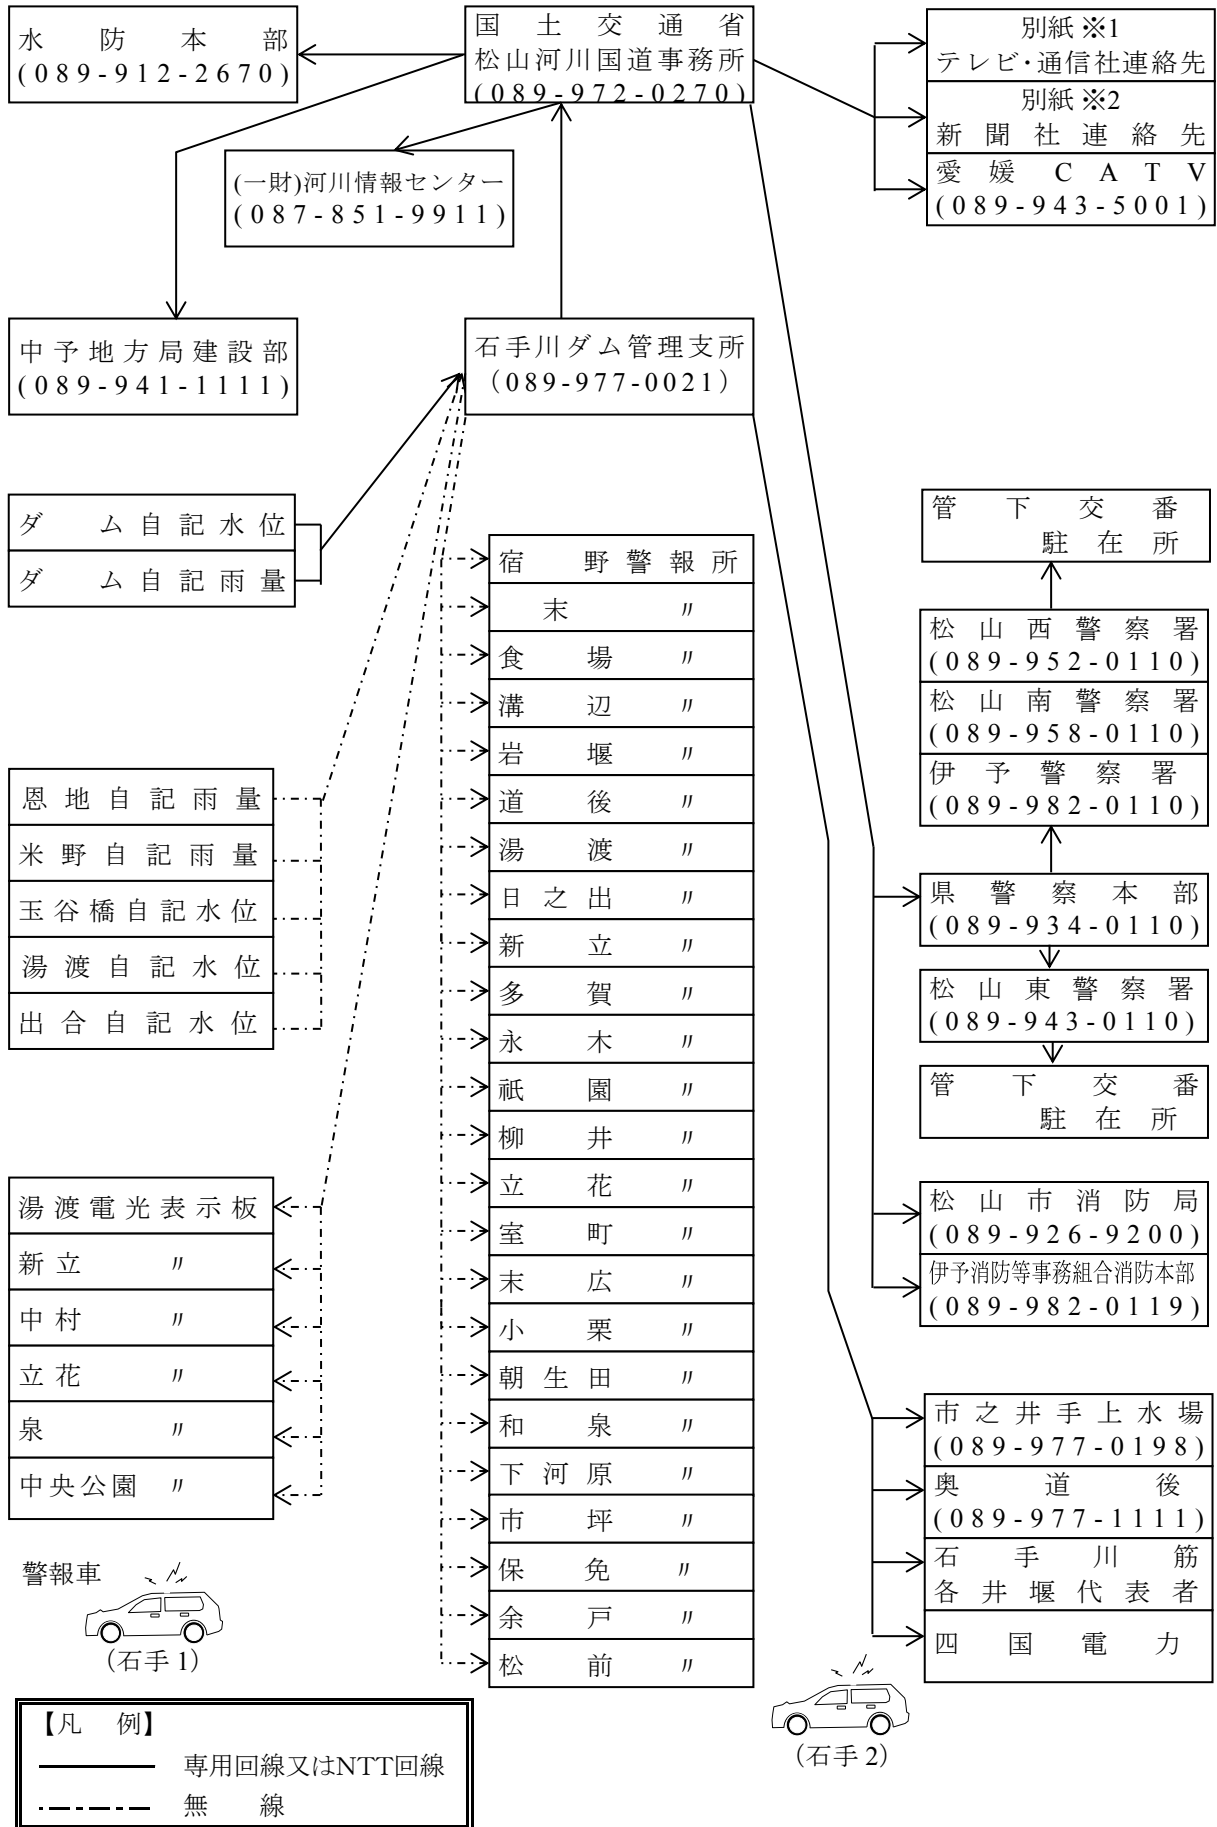 水防本部
(089-912-2670)
国土交通省
松山河川国道事務所
(089-972-0270)
別紙※1
テレビ・通信社連絡先
別紙※2
新聞社連絡先
愛媛CATV
(089-943-5001)
(一財)河川情報センター
(087-851-9911)
中予地方局建設部
(089-941-1111)
石手川ダム管理支所
(089-977-0021)
ダム自記水位
ダム自記雨量
恩地自記雨量
米野自記雨量
玉谷橋自記水位
湯渡自記水位
出合自記水位
湯渡電光表示板
新立 〃
中村 〃
立花 〃
泉 〃
中央公園 〃
宿野警報所
末 〃
食場 〃
溝辺 〃
岩堰 〃
道後 〃
湯渡 〃
日之出 〃
新立 〃
多賀 〃
永木 〃
祇園 〃
柳井 〃
立花 〃
室町 〃
末広 〃
小栗 〃
朝生田 〃
和泉 〃
下河原 〃
市坪 〃
保免 〃
余戸 〃
松前 〃
管下交番
駐在所
松山西警察署
(089-952-0110)
松山南警察署
(089-958-0110)
伊予警察署
(089-982-0110)
県警察本部
(089-934-0110)
松山東警察署
(089-943-0110)
管下交番
駐在所
松山市消防局
(089-926-9200)
伊予消防等事務組合消防本部
(089-982-0119)
市之井手上水場
(089-977-0198)
奥道後
(089-977-1111)
石手川筋
各井堰代表者
四国電力
警報車
(石手1)
(石手2)
【凡 例】
専用回線又はNTT回線
無 線